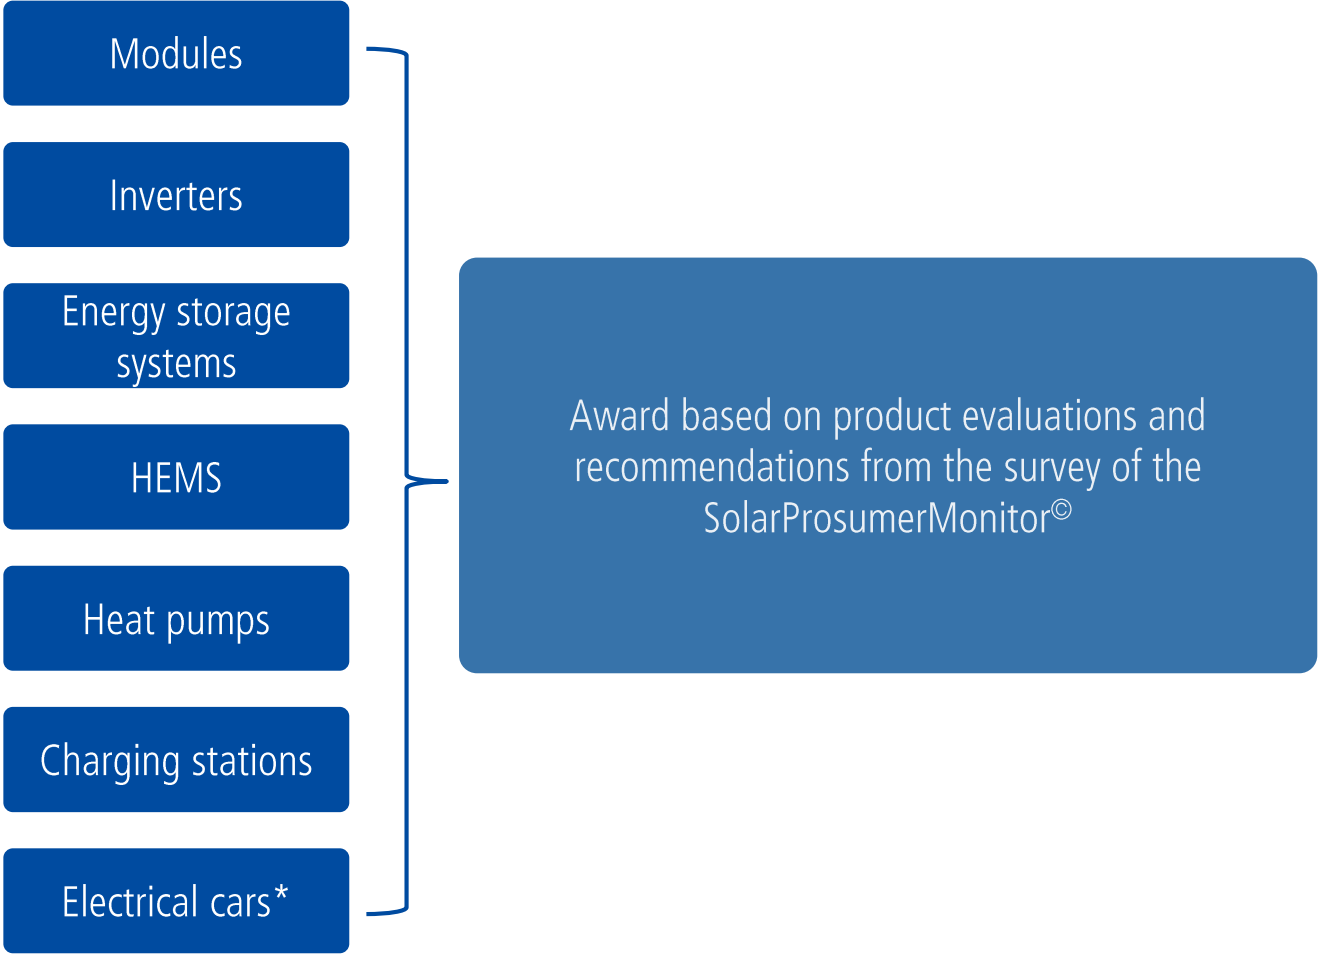 Modules
Inverters
Energy storage
systems
HEMS
Heat pumps
Charging stations
Electrical cars*
Award based on product evaluations and
recommendations from the survey of the
SolarProsumerMonitor©